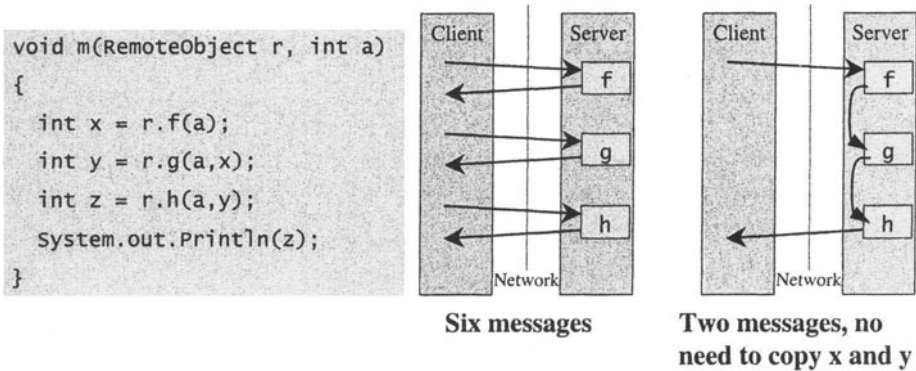 void m(RemoteObject r, int a)
{
int x = r.f(a);
int y = r.g(a,x);
int z = r.h(a,y);
System.out.Println(z);
}
Client
Server
f
g
h
Network
Six messages
Client
Server
f
g
h
Network
Two messages, no
need to copy x and y